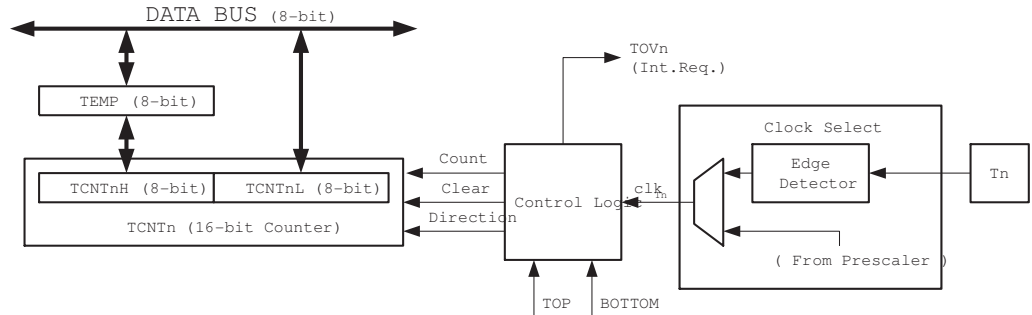 DATA BUS (8-bit)
TOVn
(Int.Req.)
TEMP (8-bit)
Clock Select
Count
Edge
Detector
Tn
TCNTnH (8-bit)
TCNTnL (8-bit)
Clear
Control Logic
clkTn
TCNTn (16-bit Counter)
Direction
( From Prescaler )
TOP
BOTTOM